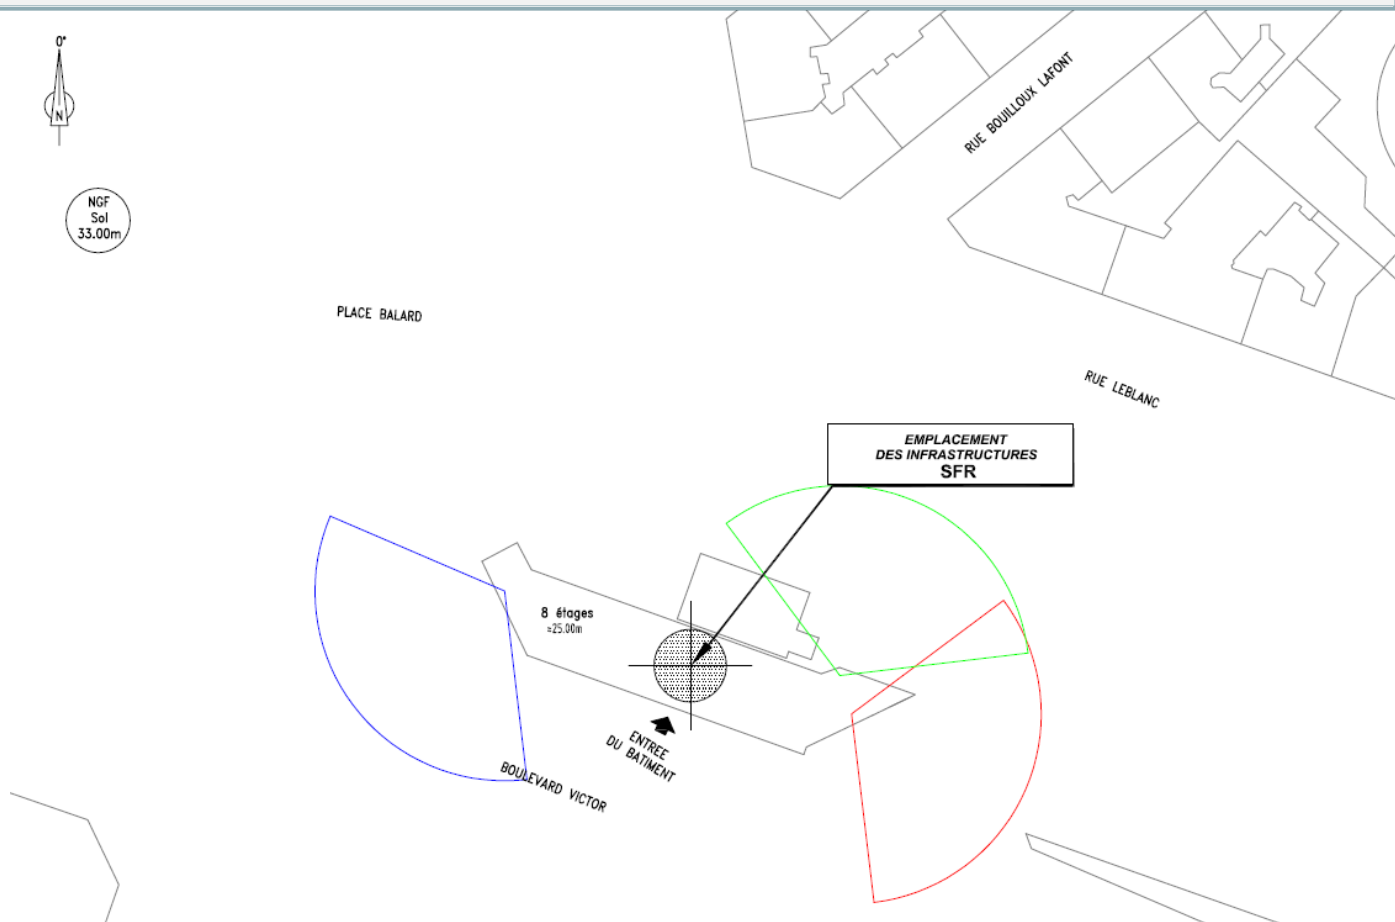 0°
N
NGF
Sol
33.00m
RUE BOUILLOUX LAFONT
PLACE BALARD
RUE LEBLANC
EMPLACEMENT
DES INFRASTRUCTURES
SFR
8 étages
≈25.00m
ENTREE
DU BATIMENT
BOULEVARD VICTOR